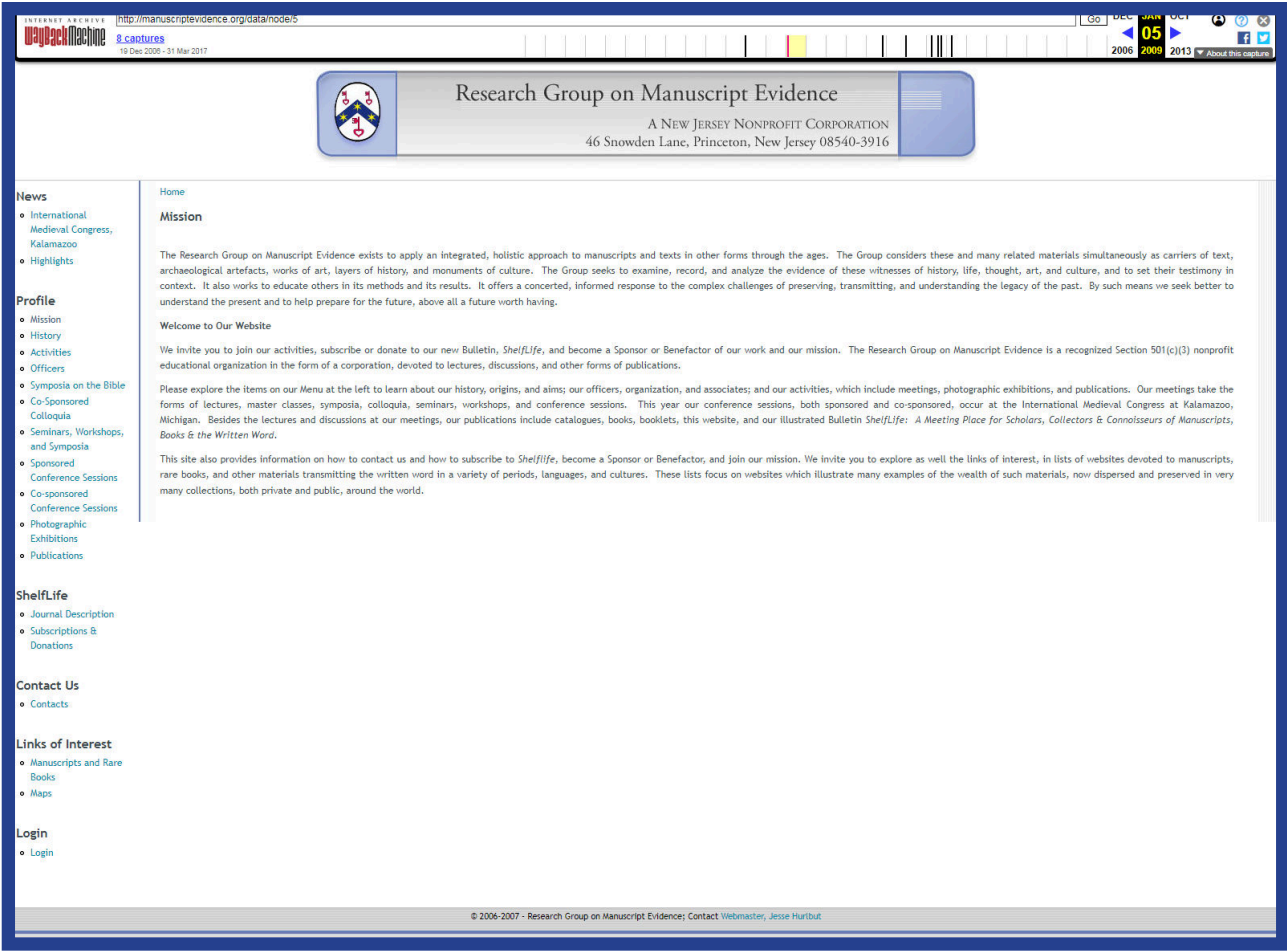 INTERNET ARCHIVE
WayBackMachine
http://manuscriptevidence.org/data/node/5
Go
DEC JAN OCT
8 captures
05
19 Dec 2006 - 31 Mar 2017
2006 2009 2013
▼ About this capture
Research Group on Manuscript Evidence
A New Jersey Nonprofit Corporation
46 Snowden Lane, Princeton, New Jersey 08540-3916
News
International
Medieval Congress,
Kalamazoo
Highlights
Profile
Mission
History
Activities
Officers
Symposia on the Bible
Co-Sponsored
Colloquia
Seminars, Workshops,
and Symposia
Sponsored
Conference Sessions
Co-sponsored
Conference Sessions
Photographic
Exhibitions
Publications
ShelfLife
Journal Description
Subscriptions &
Donations
Contact Us
Contacts
Links of Interest
Manuscripts and Rare
Books
Maps
Login
Login
Home
Mission
The Research Group on Manuscript Evidence exists to apply an integrated, holistic approach to manuscripts and texts in other forms through the ages. The Group considers these and many related materials simultaneously as carriers of text,
archaeological artefacts, works of art, layers of history, and monuments of culture. The Group seeks to examine, record, and analyze the evidence of these witnesses of history, life, thought, art, and culture, and to set their testimony in
context. It also works to educate others in its methods and its results. It offers a concerted, informed response to the complex challenges of preserving, transmitting, and understanding the legacy of the past. By such means we seek better to
understand the present and to help prepare for the future, above all a future worth having.
Welcome to Our Website
We invite you to join our activities, subscribe or donate to our new Bulletin, ShelfLife, and become a Sponsor or Benefactor of our work and our mission. The Research Group on Manuscript Evidence is a recognized Section 501(c)(3) nonprofit
educational organization in the form of a corporation, devoted to lectures, discussions, and other forms of publications.
Please explore the items on our Menu at the left to learn about our history, origins, and aims; our officers, organization, and associates; and our activities, which include meetings, photographic exhibitions, and publications. Our meetings take the
forms of lectures, master classes, symposia, colloquia, seminars, workshops, and conference sessions. This year our conference sessions, both sponsored and co-sponsored, occur at the International Medieval Congress at Kalamazoo,
Michigan. Besides the lectures and discussions at our meetings, our publications include catalogues, books, booklets, this website, and our illustrated Bulletin ShelfLife: A Meeting Place for Scholars, Collectors & Connoisseurs of Manuscripts,
Books & the Written Word.
This site also provides information on how to contact us and how to subscribe to Shelflife, become a Sponsor or Benefactor, and join our mission. We invite you to explore as well the links of interest, in lists of websites devoted to manuscripts,
rare books, and other materials transmitting the written word in a variety of periods, languages, and cultures. These lists focus on websites which illustrate many examples of the wealth of such materials, now dispersed and preserved in very
many collections, both private and public, around the world.
© 2006-2007 - Research Group on Manuscript Evidence; Contact Webmaster, Jesse Hurlbut